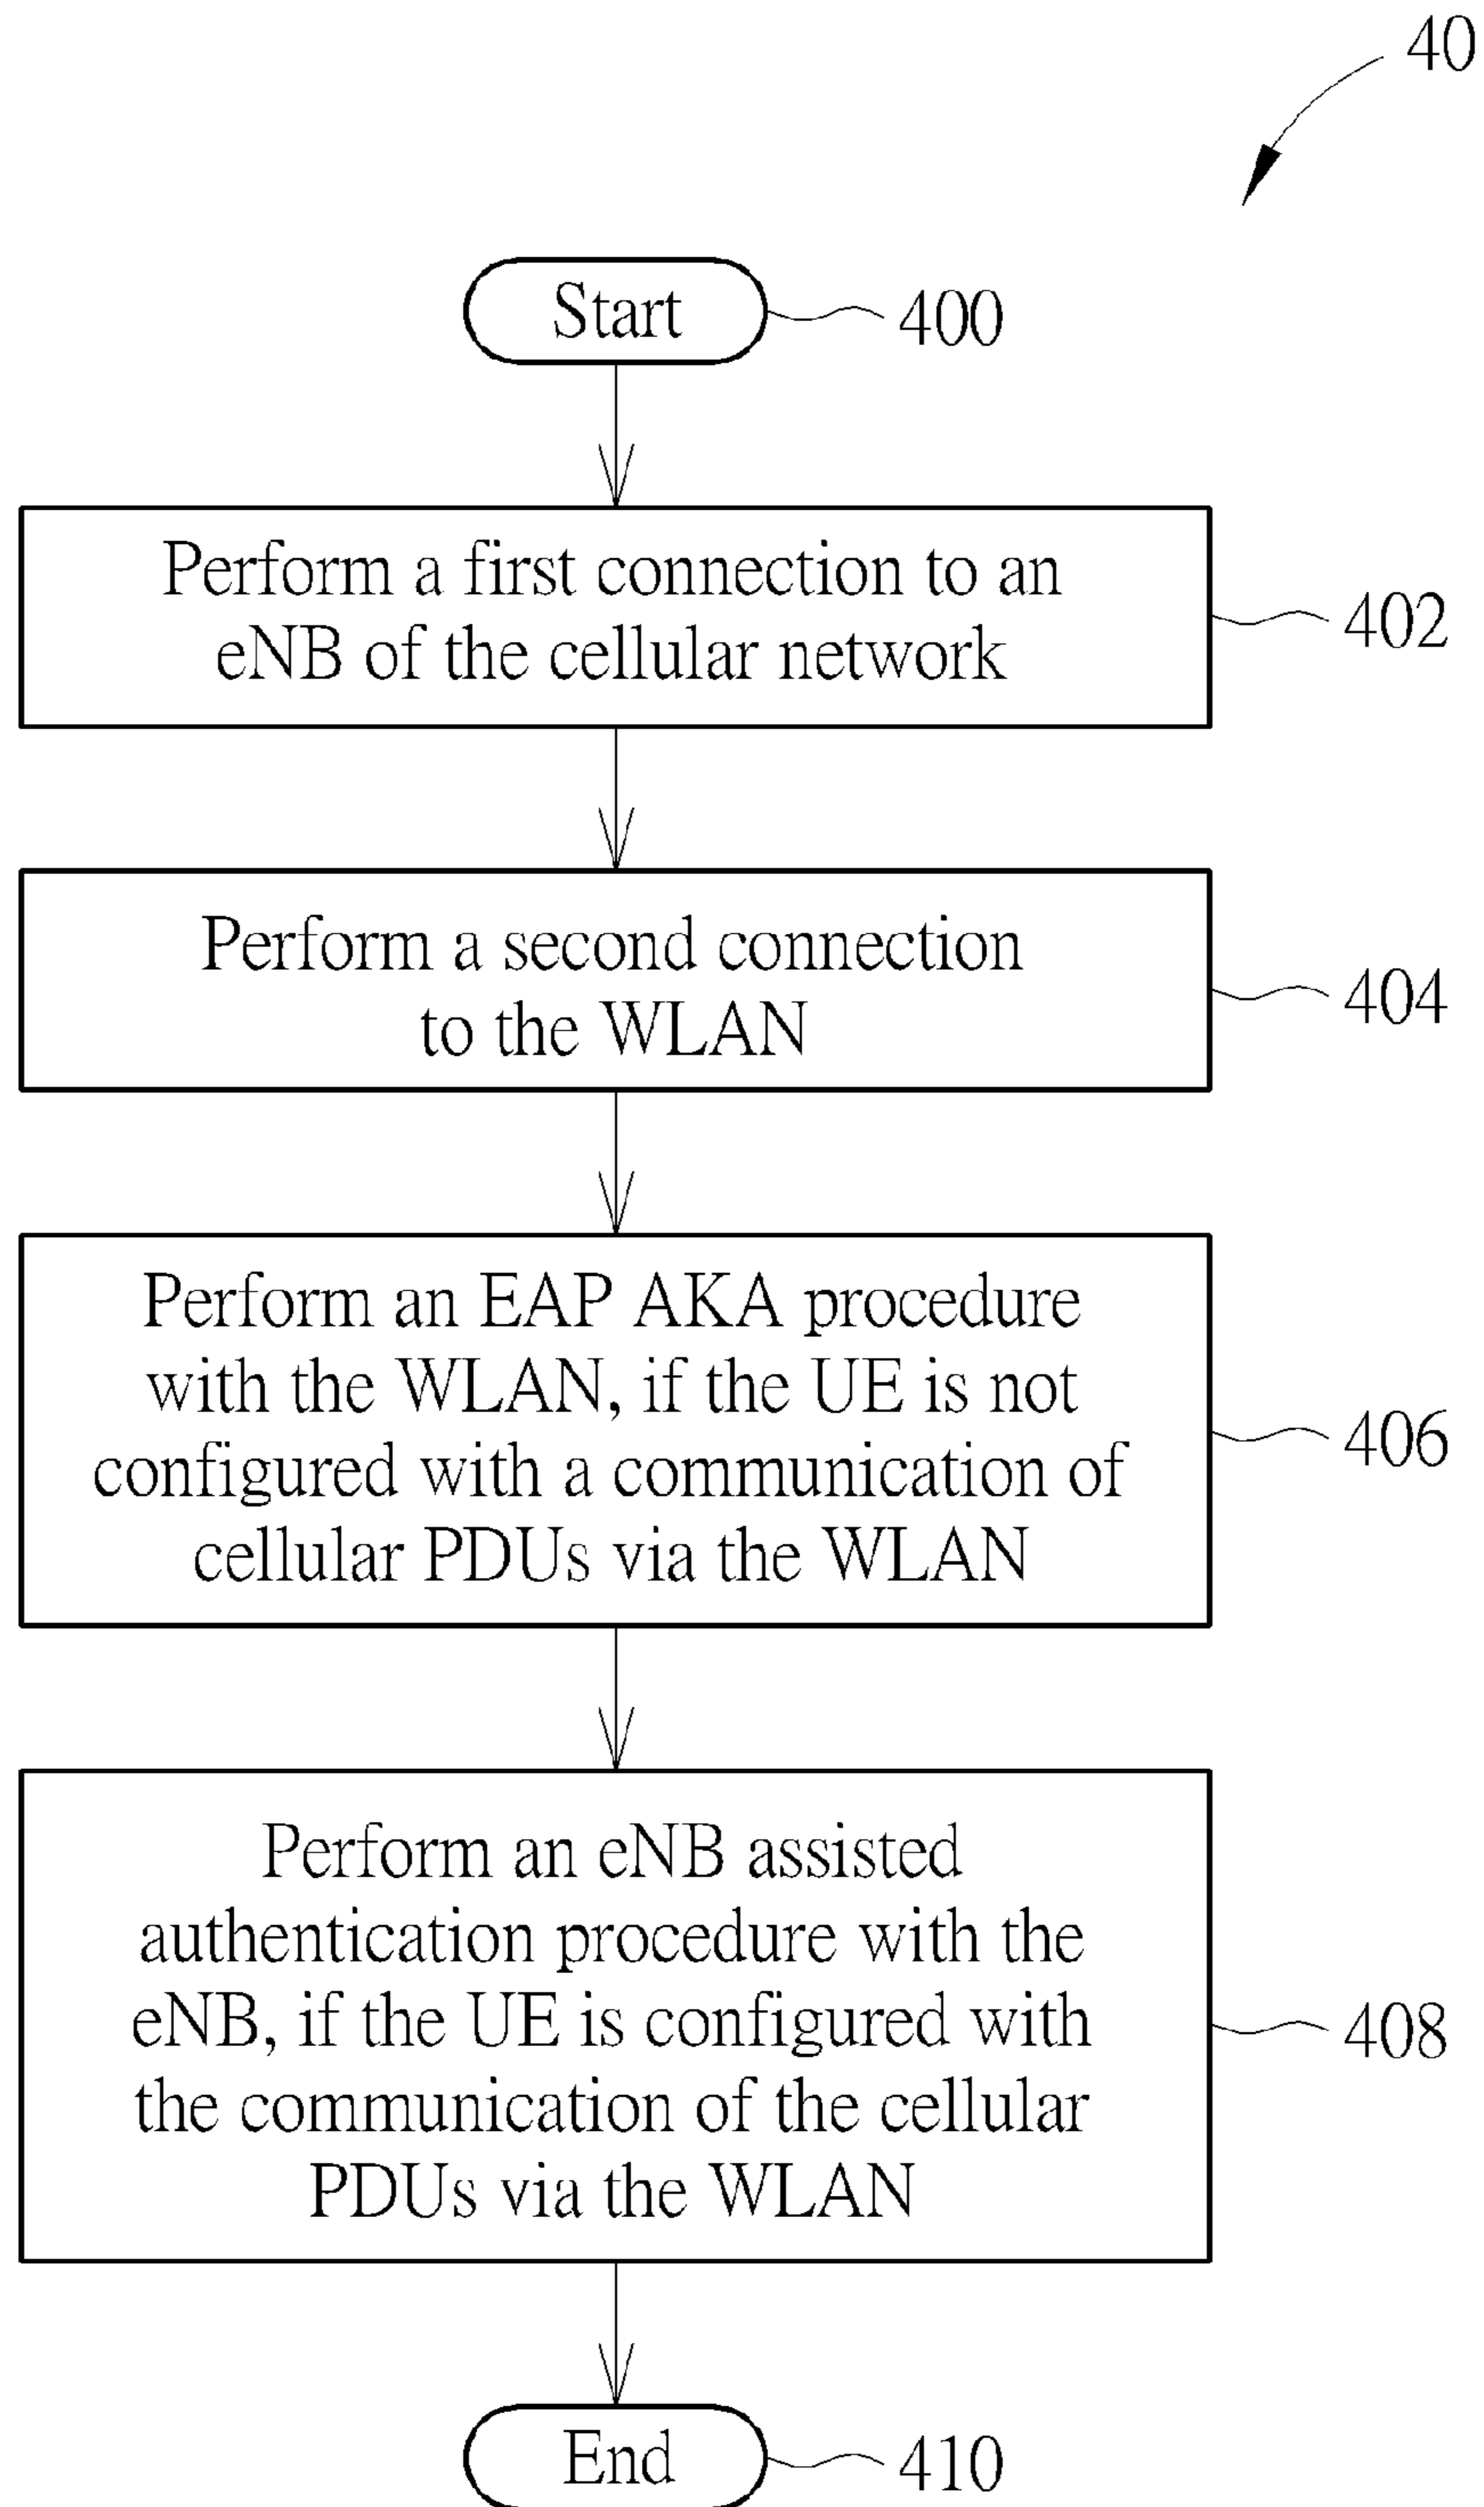 40
Start
400
Perform a first connection to an
eNB of the cellular network
402
Perform a second connection
to the WLAN
404
Perform an EAP AKA procedure
with the WLAN, if the UE is not
configured with a communication of
cellular PDUs via the WLAN
406
Perform an eNB assisted
authentication procedure with the
eNB, if the UE is configured with
the communication of the cellular
PDUs via the WLAN
408
End
410